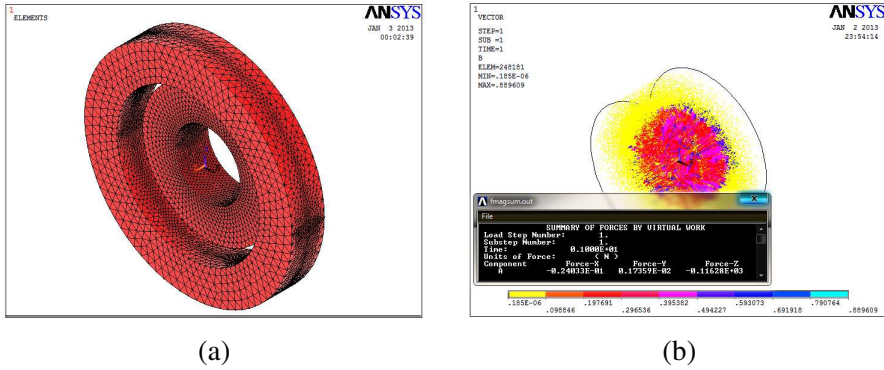 1
ELEMENTS
ANSYS
JAN 3 2013
00:02:39
(a)
1
VECTOR
STEP=1
SUB =1
TIME=1
B
ELEM=248181
MIN=.185E-06
MAX=.889609
ANSYS
JAN 2 2013
23:54:14
fmagsum.out
File
SUMMARY OF FORCES BY VIRTUAL WORK
Load Step Number: 1.
Substep Number: 1.
Time: 0.1000E+01
Units of Force: ( N )
Component Force-X Force-Y Force-Z
A -0.24033E-01 0.17359E-02 -0.11628E+03
.185E-06 .197691 .395382 .593073 .790764
.098846 .296536 .494227 .691918 .889609
(b)